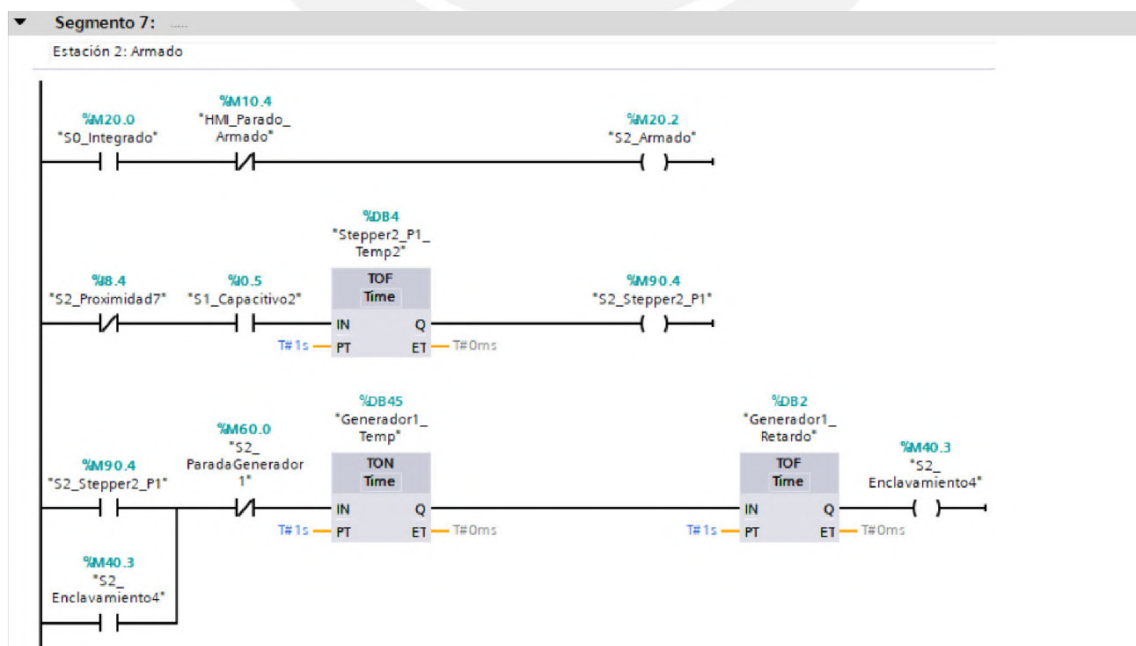 Segmento 7: .....
Estación 2: Armado
%M20.0
"S0_Integrado"
%M10.4
"HMI_Parado_
Armado"
%M20.2
"S2_Armado"
%DB4
"Stepper2_P1_
Temp2"
%I8.4
"S2_Proximidad7"
%I0.5
"S1_Capacitivo2"
TOF
Time
IN
Q
T#1s
PT
ET
T#0ms
%M90.4
"S2_Stepper2_P1"
%M90.4
"S2_Stepper2_P1"
%M60.0
"S2_
ParadaGenerador
1"
%DB45
"Generador1_
Temp"
TON
Time
IN
Q
T#1s
PT
ET
T#0ms
%DB2
"Generador1_
Retardo"
TOF
Time
IN
Q
T#1s
PT
ET
T#0ms
%M40.3
"S2_
Enclavamiento4"
%M40.3
"S2_
Enclavamiento4"